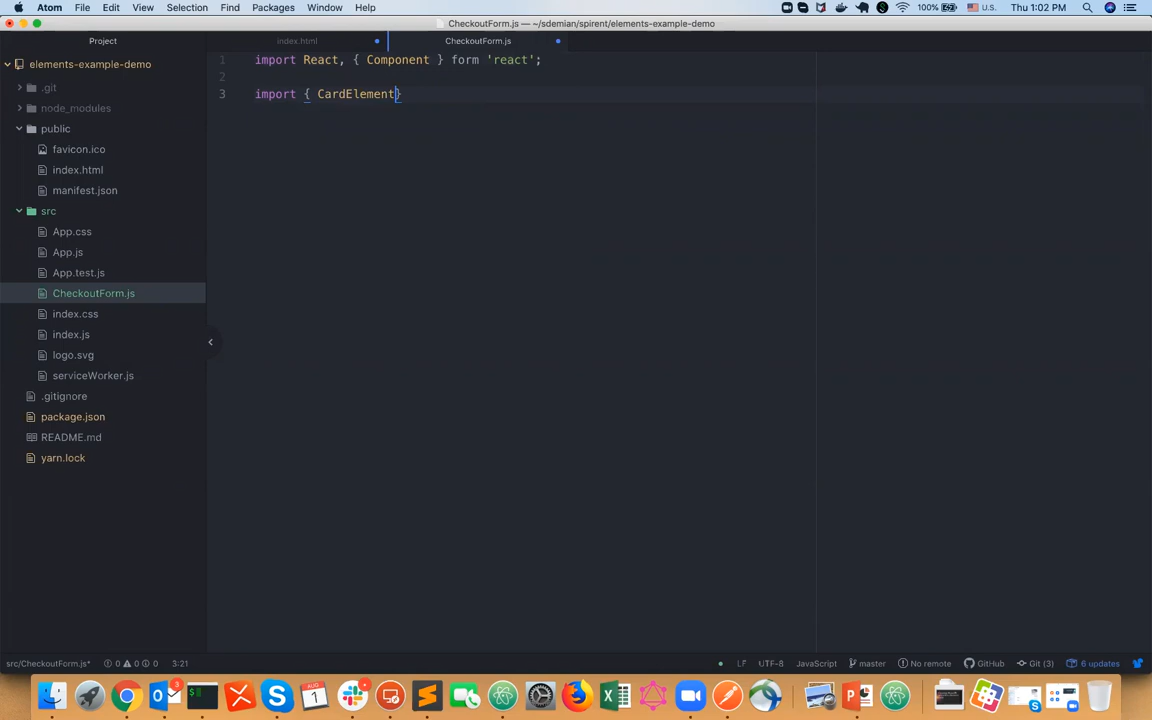 Atom File Edit View Selection Find Packages Window Help 100% U.S. Thu 1:02 PM
CheckoutForm.js — ~/sdemian/spirent/elements-example-demo
Project index.html CheckoutForm.js
elements-example-demo
.git
node_modules
public
favicon.ico
index.html
manifest.json
src
App.css
App.js
App.test.js
CheckoutForm.js
index.css
index.js
logo.svg
serviceWorker.js
.gitignore
package.json
README.md
yarn.lock
1 import React, { Component } form 'react';
2
3 import { CardElement}
src/CheckoutForm.js* 0 0 0 3:21 LF UTF-8 JavaScript master No remote GitHub Git (3) 6 updates
3
AUG
1